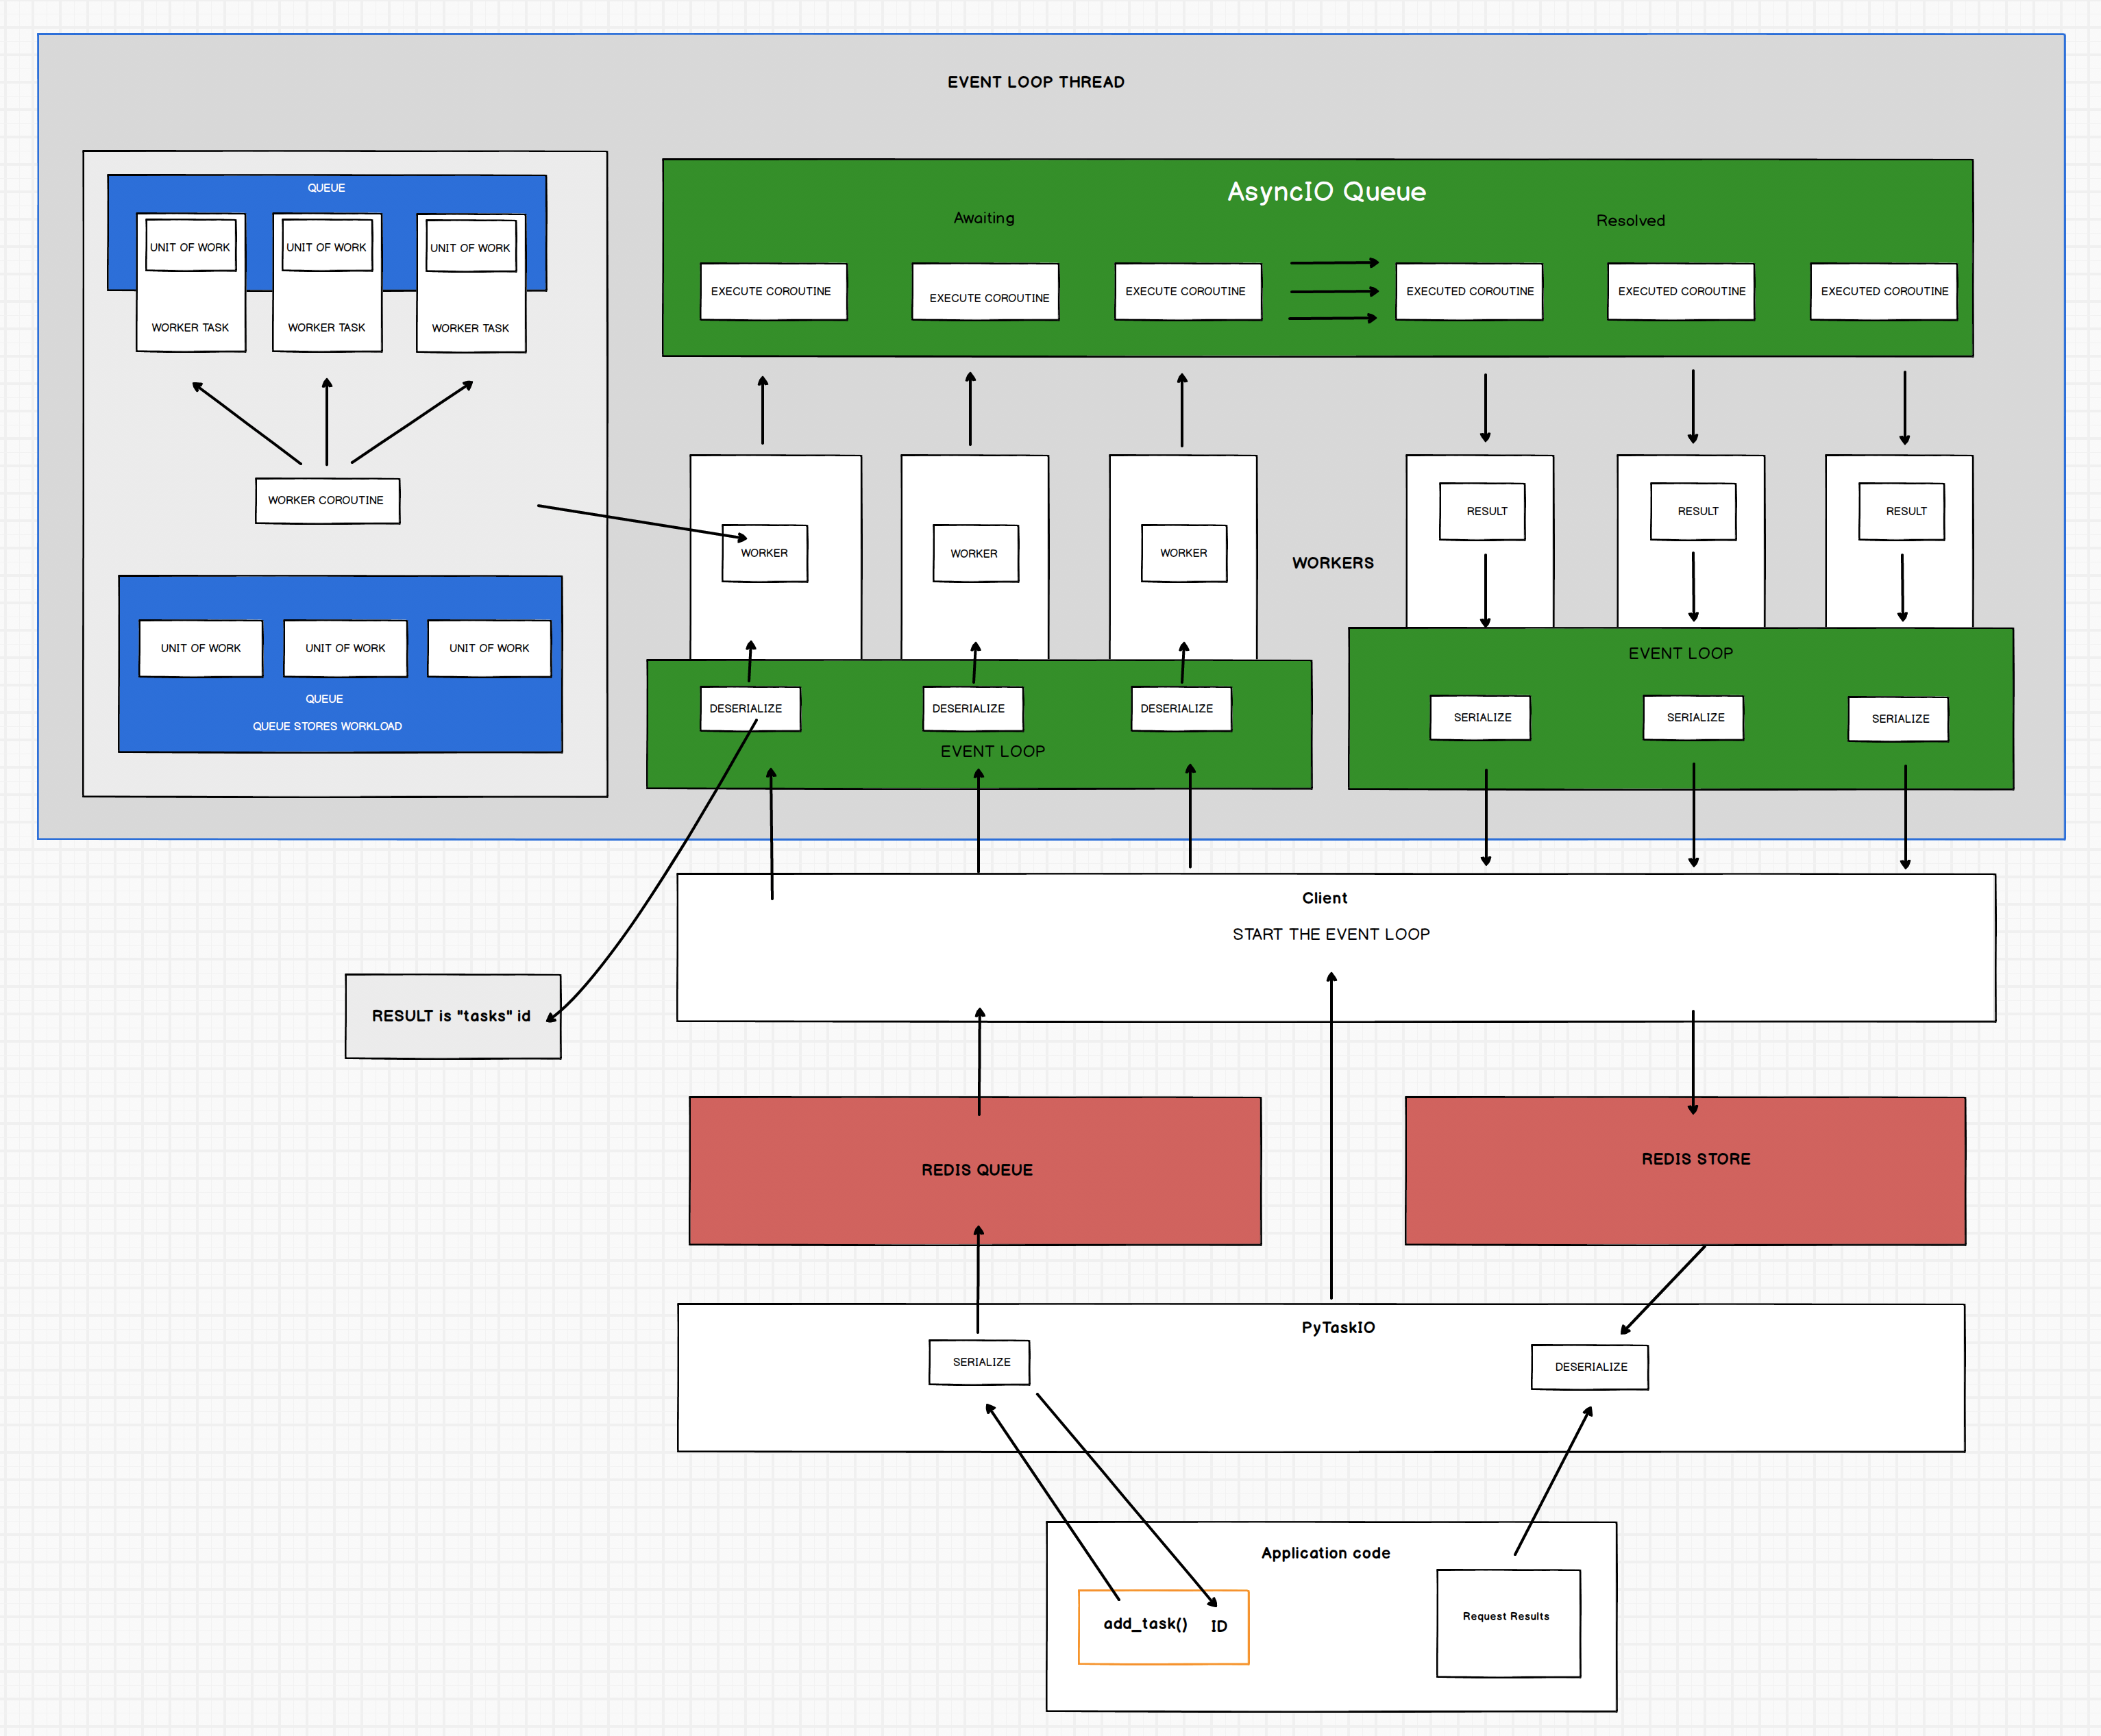 EVENT LOOP THREAD
QUEUE
UNIT OF WORK
UNIT OF WORK
UNIT OF WORK
WORKER TASK
WORKER TASK
WORKER TASK
WORKER COROUTINE
UNIT OF WORK
UNIT OF WORK
UNIT OF WORK
QUEUE
QUEUE STORES WORKLOAD
AsyncIO Queue
Awaiting
Resolved
EXECUTE COROUTINE
EXECUTE COROUTINE
EXECUTE COROUTINE
EXECUTED COROUTINE
EXECUTED COROUTINE
EXECUTED COROUTINE
WORKER
WORKER
WORKER
WORKERS
RESULT
RESULT
RESULT
DESERIALIZE
DESERIALIZE
DESERIALIZE
EVENT LOOP
EVENT LOOP
SERIALIZE
SERIALIZE
SERIALIZE
Client
START THE EVENT LOOP
RESULT is "tasks" id
REDIS QUEUE
REDIS STORE
PyTaskIO
SERIALIZE
DESERIALIZE
Application code
add_task()
ID
Request Results